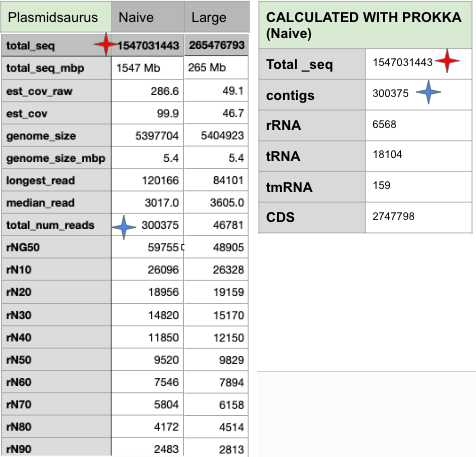 Plasmidsaurus Naive Large
total_seq 1547031443 265476793
total_seq_mbp 1547 Mb 265 Mb
est_cov_raw 286.6 49.1
est_cov 99.9 46.7
genome_size 5397704 5404923
genome_size_mbp 5.4 5.4
longest_read 120166 84101
median_read 3017.0 3605.0
total_num_reads 300375 46781
rNG50 59755 48905
rN10 26096 26328
rN20 18956 19159
rN30 14820 15170
rN40 11850 12150
rN50 9520 9829
rN60 7546 7894
rN70 5804 6158
rN80 4172 4514
rN90 2483 2813
CALCULATED WITH PROKKA
(Naive)
Total _seq 1547031443
contigs 300375
rRNA 6568
tRNA 18104
tmRNA 159
CDS 2747798